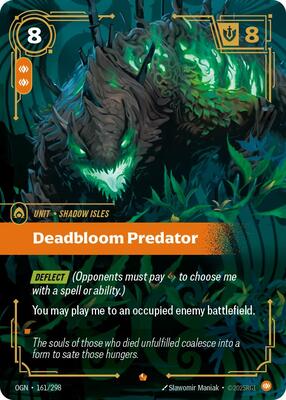 8
8
UNIT • SHADOW ISLES
Deadbloom Predator
DEFLECT (Opponents must pay to choose me
with a spell or ability.)
You may play me to an occupied enemy battlefield.
The souls of those who died unfulfilled coalesce into a
form to sate those hungers.
OGN • 161/298
Slawomir Maniak
©2025RGI